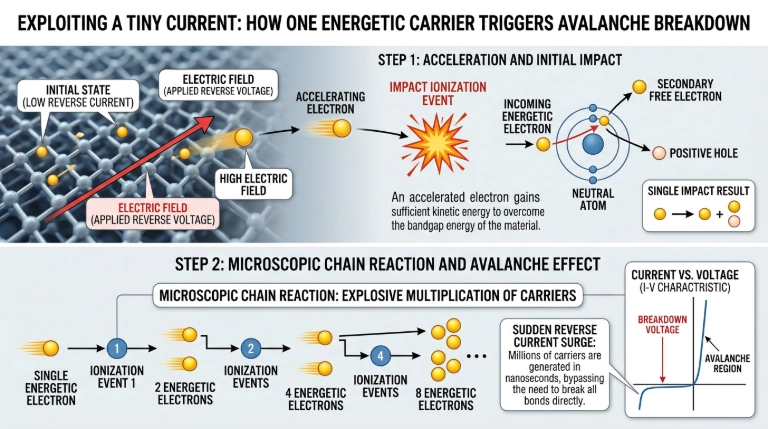 EXPLOITING A TINY CURRENT: HOW ONE ENERGETIC CARRIER TRIGGERS AVALANCHE BREAKDOWN
INITIAL STATE
(LOW REVERSE CURRENT)
ELECTRIC FIELD
(APPLIED REVERSE VOLTAGE)
HIGH ELECTRIC
FIELD
ELECTRIC FIELD
(APPLIED REVERSE VOLTAGE)
ACCELERATING
ELECTRON
STEP 1: ACCELERATION AND INITIAL IMPACT
IMPACT IONIZATION
EVENT
An accelerated electron gains
sufficient kinetic energy to overcome
the bandgap energy of the material.
INCOMING
ENERGETIC
ELECTRON
NEUTRAL
ATOM
SECONDARY
FREE ELECTRON
POSITIVE HOLE
SINGLE IMPACT RESULT
+
STEP 2: MICROSCOPIC CHAIN REACTION AND AVALANCHE EFFECT
MICROSCOPIC CHAIN REACTION: EXPLOSIVE MULTIPLICATION OF CARRIERS
SINGLE
ENERGETIC
ELECTRON
1
IONIZATION
EVENT 1
2 ENERGETIC
ELECTRONS
2
IONIZATION
EVENTS
4 ENERGETIC
ELECTRONS
4
IONIZATION
EVENTS
8 ENERGETIC
ELECTRONS
SUDDEN REVERSE
CURRENT SURGE:
Millions of carriers are
generated in
nanoseconds, bypassing
the need to break all
bonds directly.
CURRENT VS. VOLTAGE
(I-V CHARACTRISTIC)
BREAKDOWN
VOLTAGE
AVALANCHE
REGION